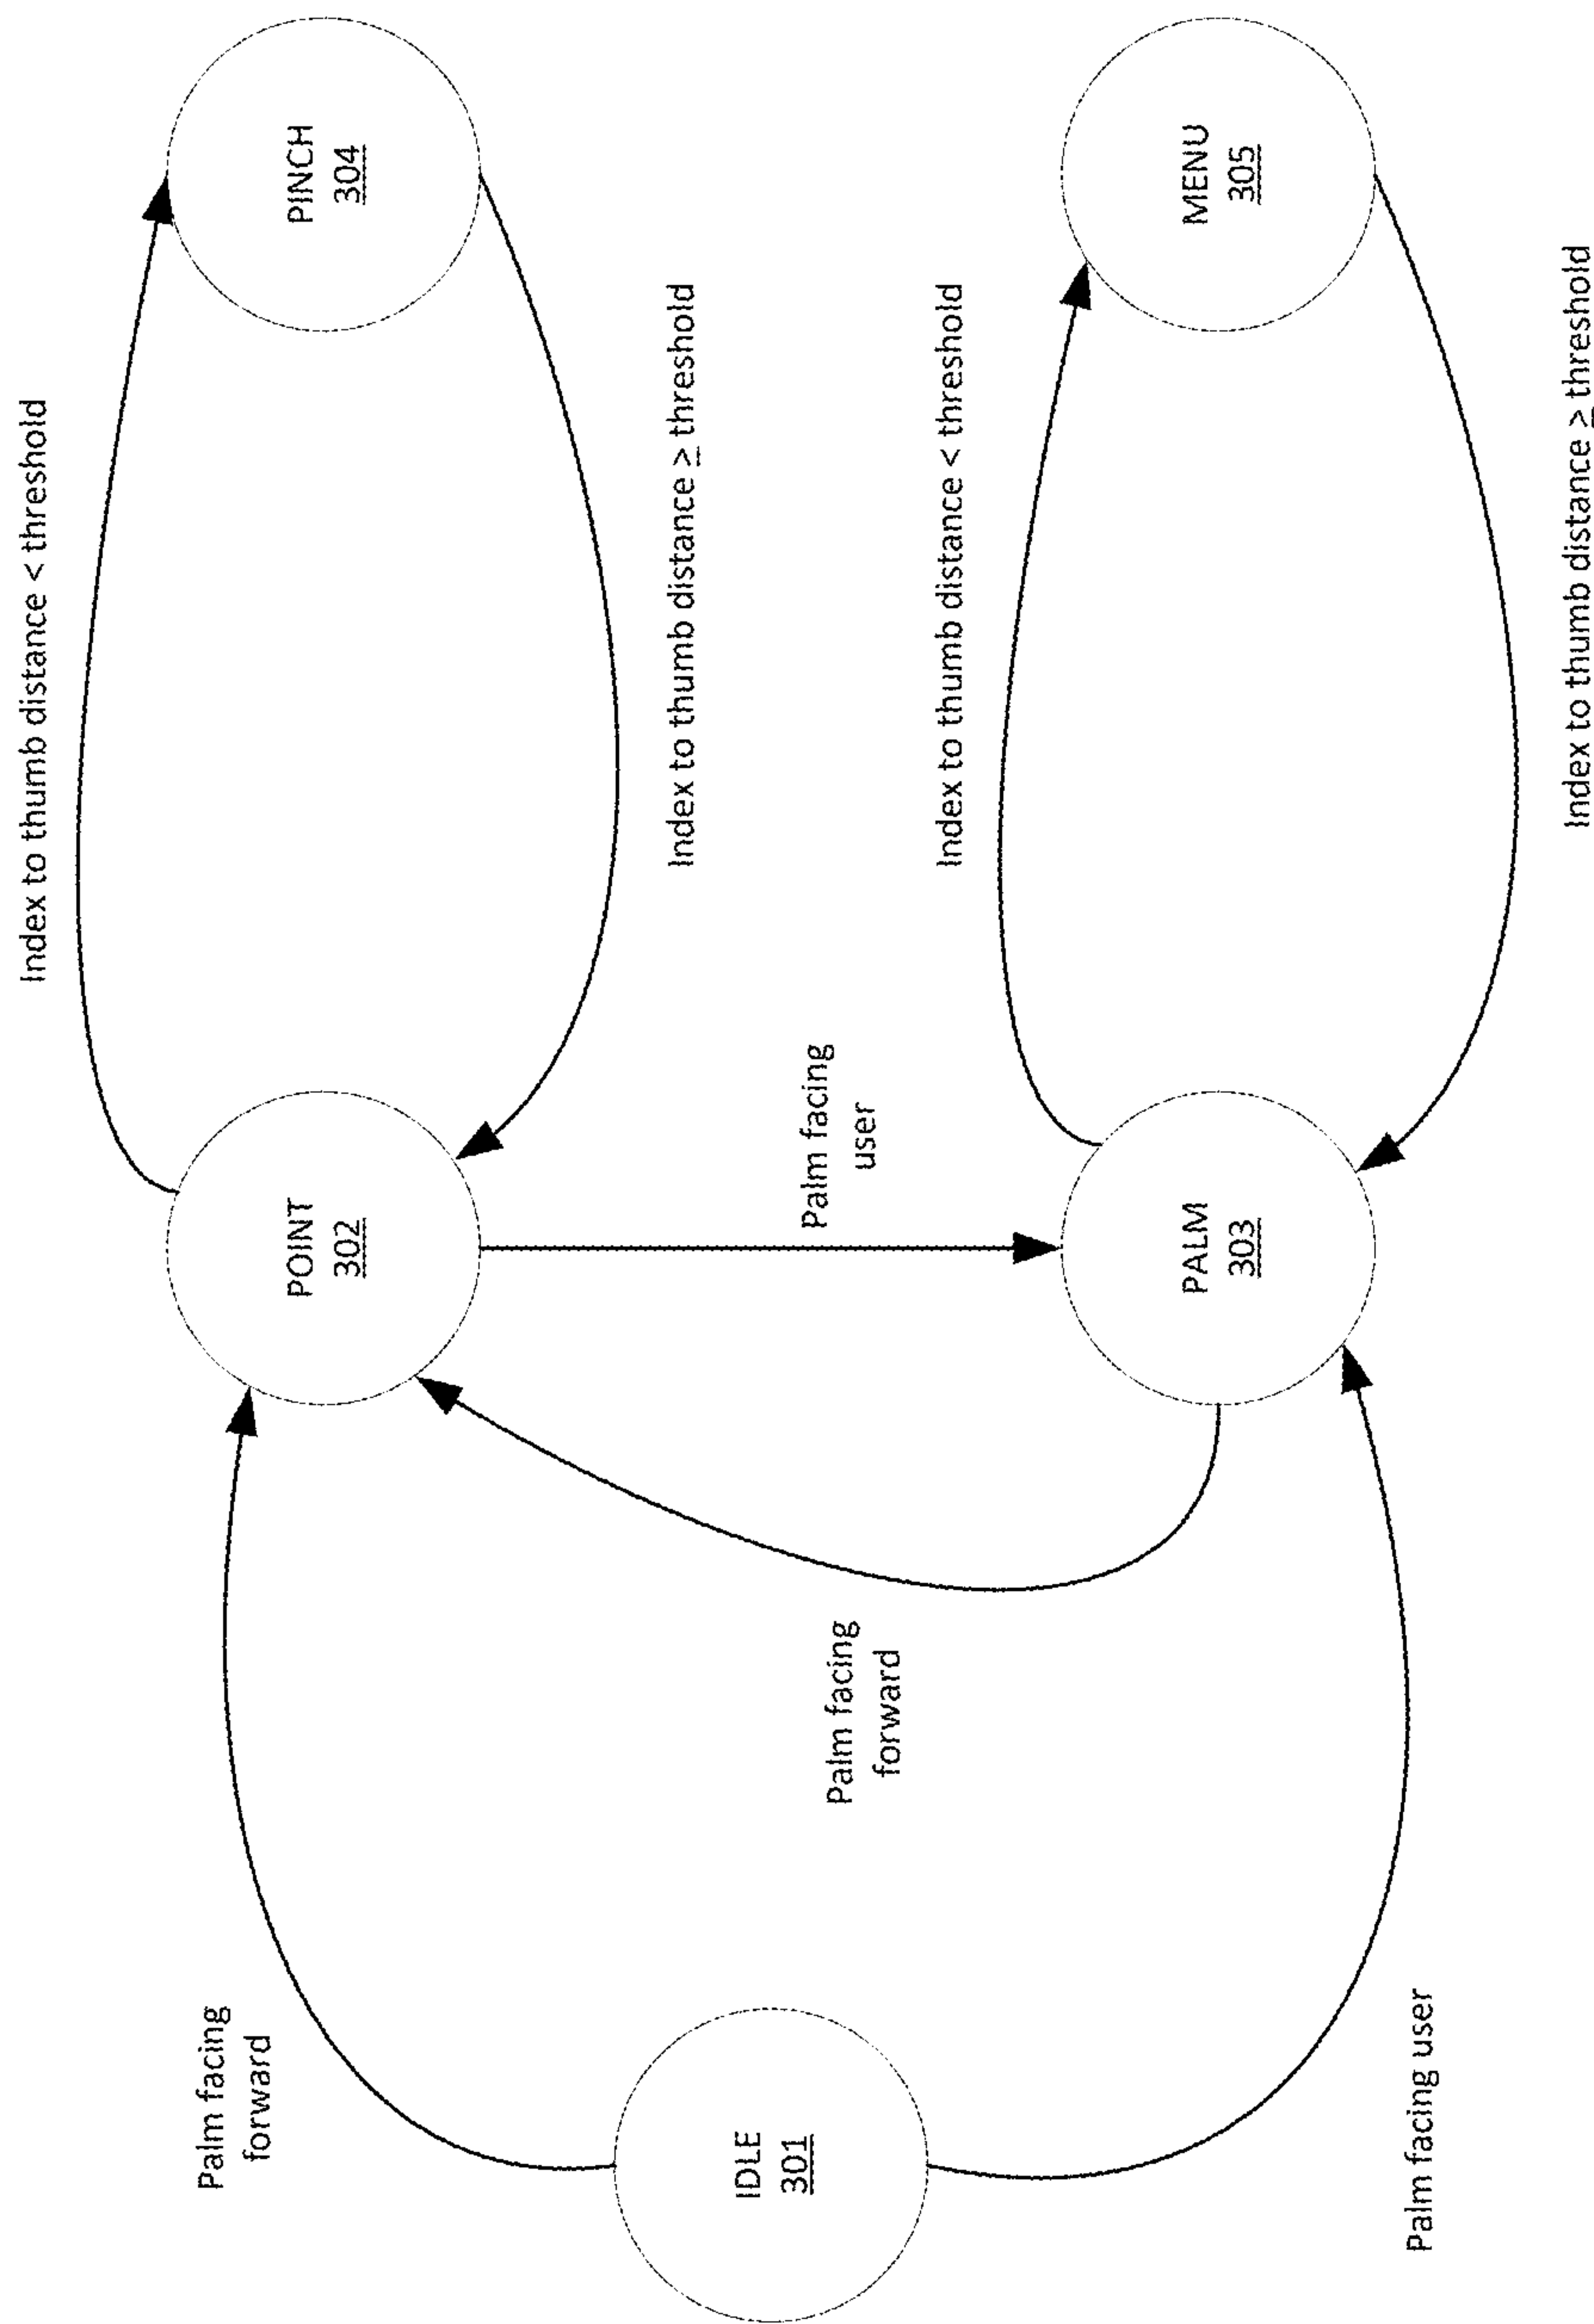 Palm facing
forward
IDLE
301
Palm facing user
POINT
302
Palm facing
forward
Palm facing
user
PALM
303
Index to thumb distance < threshold
PINCH
304
Index to thumb distance ≥ threshold
Index to thumb distance < threshold
MENU
305
Index to thumb distance ≥ threshold